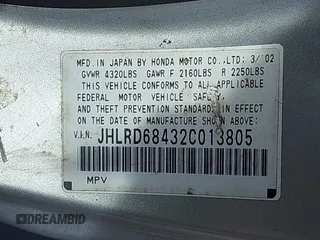 MFD. IN JAPAN BY HONDA MOTOR CO.,LTD: 3/'02
GVWR 4320LBS GAWR F 2160LBS R 2250LBS
THIS VEHICLE CONFORMS TO ALL APPLICABLE
FEDERAL MOTOR VEHICLE SAFETY
AND THEFT PREVENTION STANDARDS IN EFFECT
ON THE DATE OF MANUFACTURE SHOWN ABOVE.
V.I.N. JHLRD68432C013805
MPV
DREAMBID